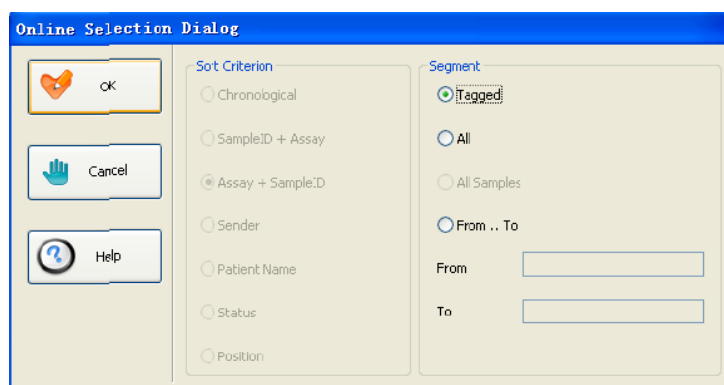 Online Selection Dialog
OK
Cancel
Help
Sort Criterion
Chronological
SampleID + Assay
Assay + SampleID
Sender
Patient Name
Status
Position
Segment
Tagged
All
All Samples
From .. To
From
To